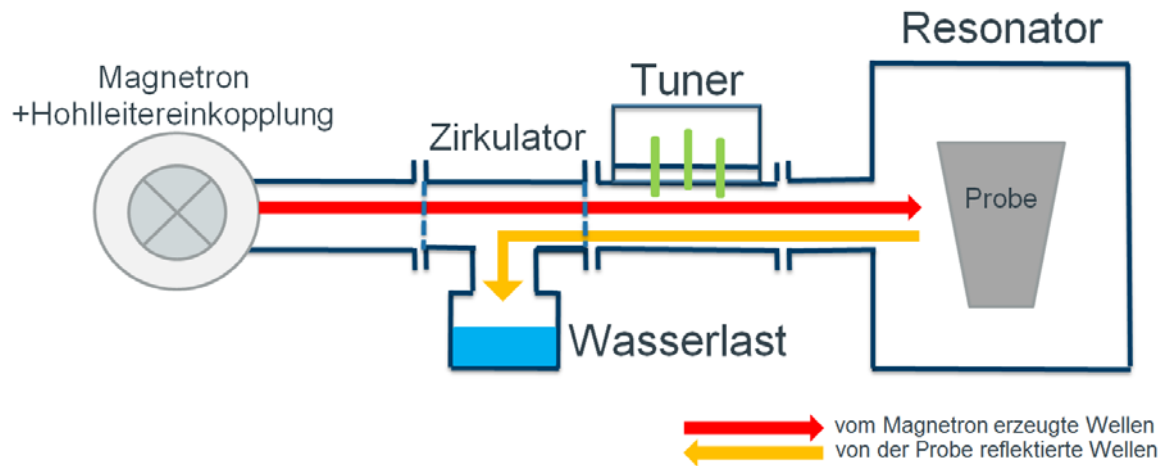 Resonator
Magnetron
+Hohlleitereinkopplung
Tuner
Zirkulator
Probe
Wasserlast
vom Magnetron erzeugte Wellen
von der Probe reflektierte Wellen